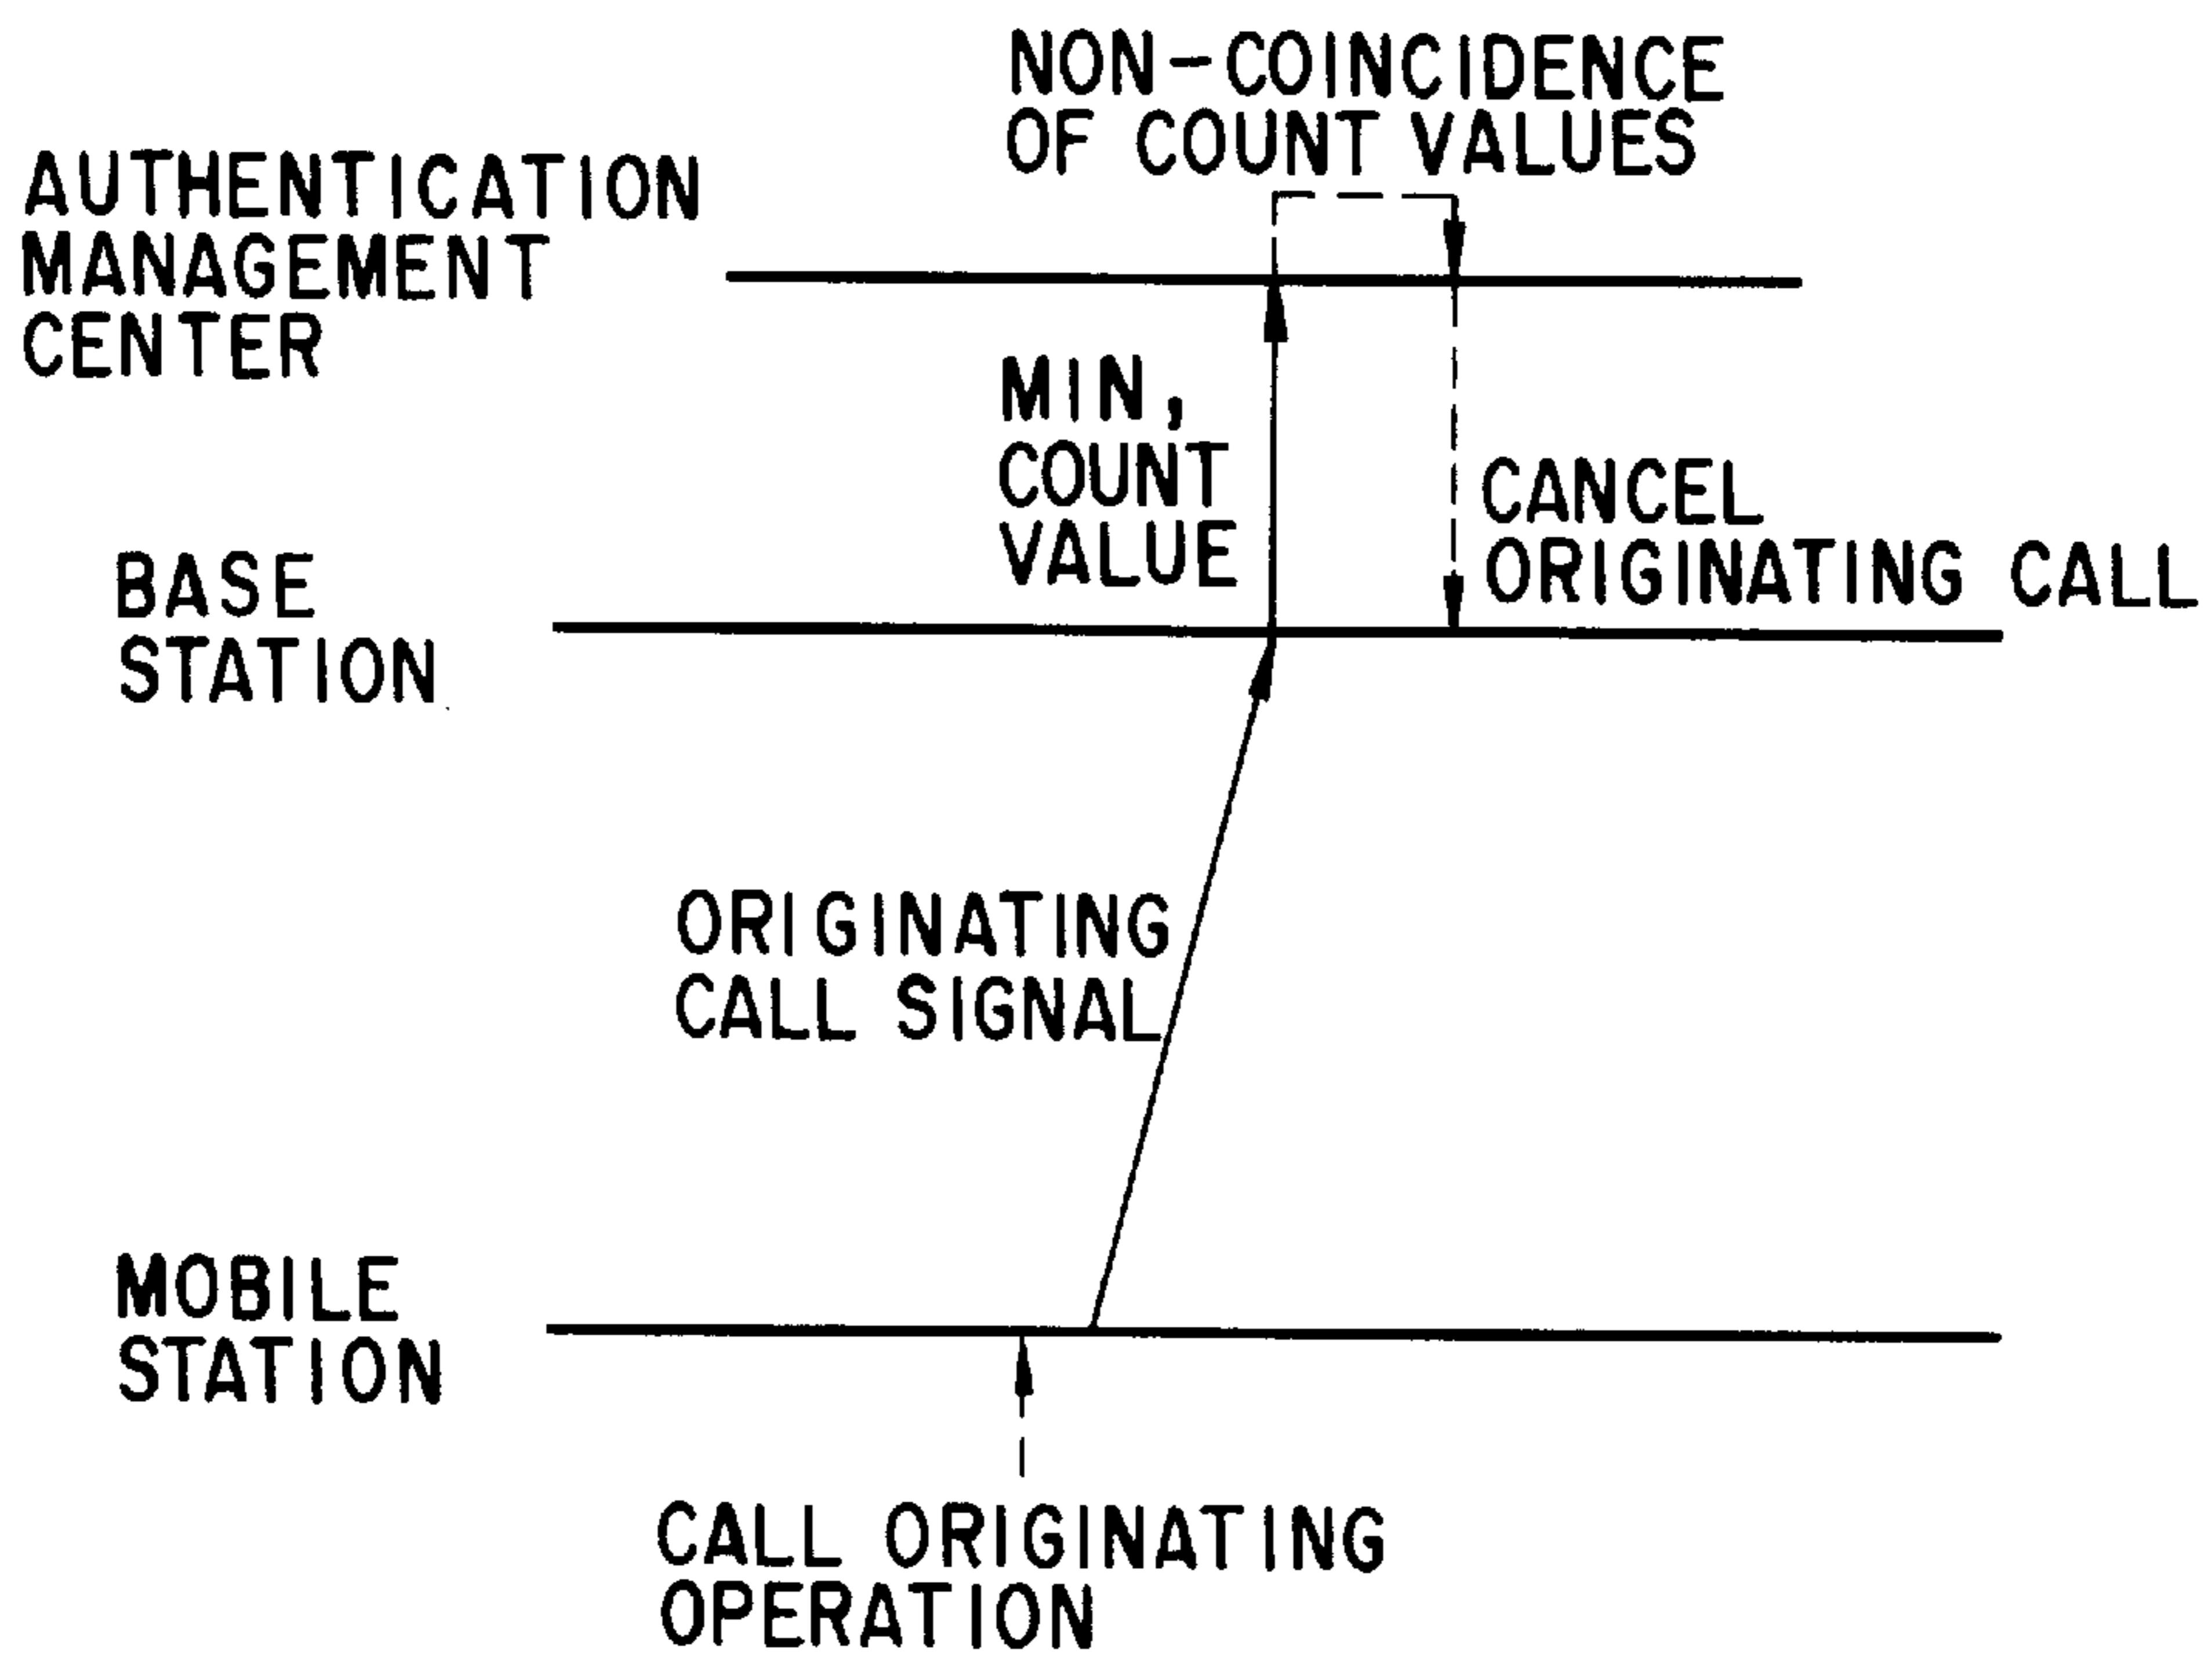 NON-COINCIDENCE
OF COUNT VALUES
AUTHENTICATION
MANAGEMENT
CENTER
MIN,
COUNT
VALUE
CANCEL
ORIGINATING CALL
BASE
STATION
ORIGINATING
CALL SIGNAL
MOBILE
STATION
CALL ORIGINATING
OPERATION